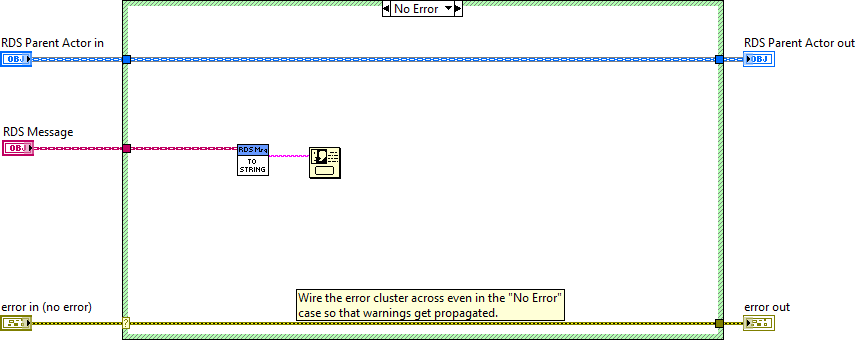 No Error
RDS Parent Actor in
RDS Parent Actor out
OBJ
OBJ
RDS Message
OBJ
RDS Msg
TO
STRING
error in (no error)
Wire the error cluster across even in the "No Error"
case so that warnings get propagated.
error out
?